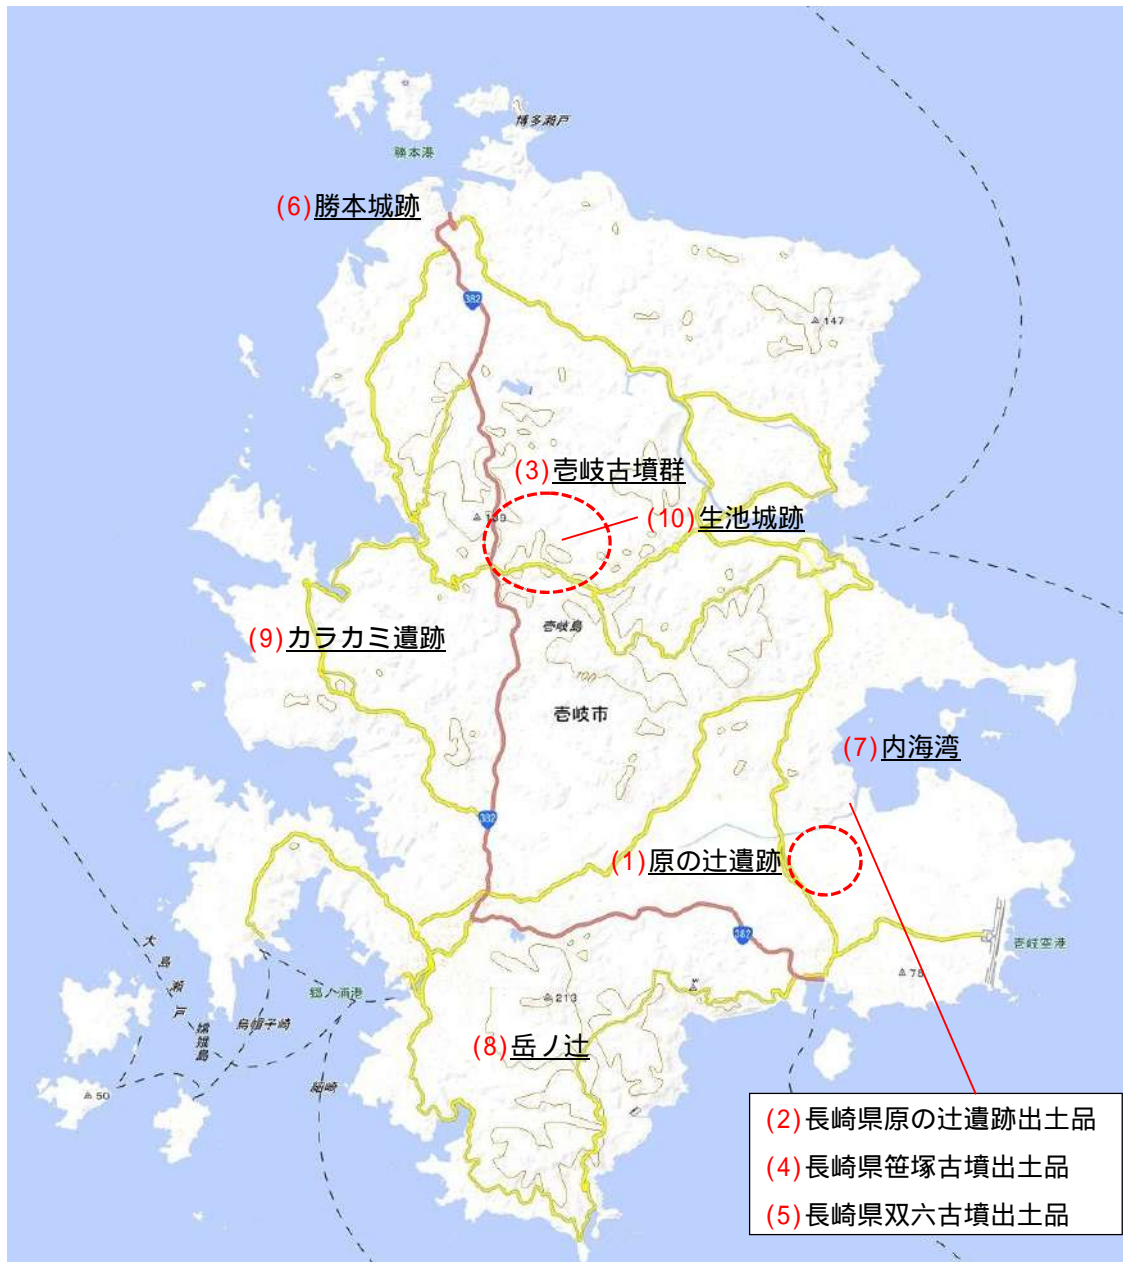 博多瀬戸
勝本港
(6)勝本城跡
382
147
(3)壱岐古墳群
139
(10)生池城跡
(9)カラカミ遺跡
壱岐島
100
壱岐市
(7)内海湾
382
(1)原の辻遺跡
382
壱岐空港
78
大島瀬戸
郷ノ浦港
213
烏帽子崎
(8)岳ノ辻
50
(2)長崎県原の辻遺跡出土品
(4)長崎県笹塚古墳出土品
(5)長崎県双六古墳出土品